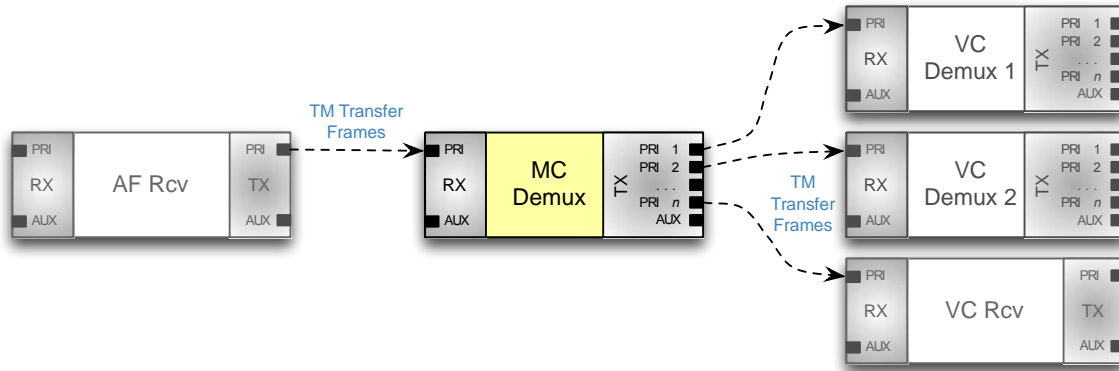 PRI
RX
AUX
AF Rcv
PRI
TX
AUX
TM Transfer
Frames
PRI
RX
AUX
MC
Demux
TX
PRI 1
PRI 2
. . .
PRI n
AUX
TM
Transfer
Frames
PRI
RX
AUX
VC
Demux 1
TX
PRI 1
PRI 2
. . .
PRI n
AUX
PRI
RX
AUX
VC
Demux 2
TX
PRI 1
PRI 2
. . .
PRI n
AUX
PRI
RX
AUX
VC Rcv
PRI
TX
AUX